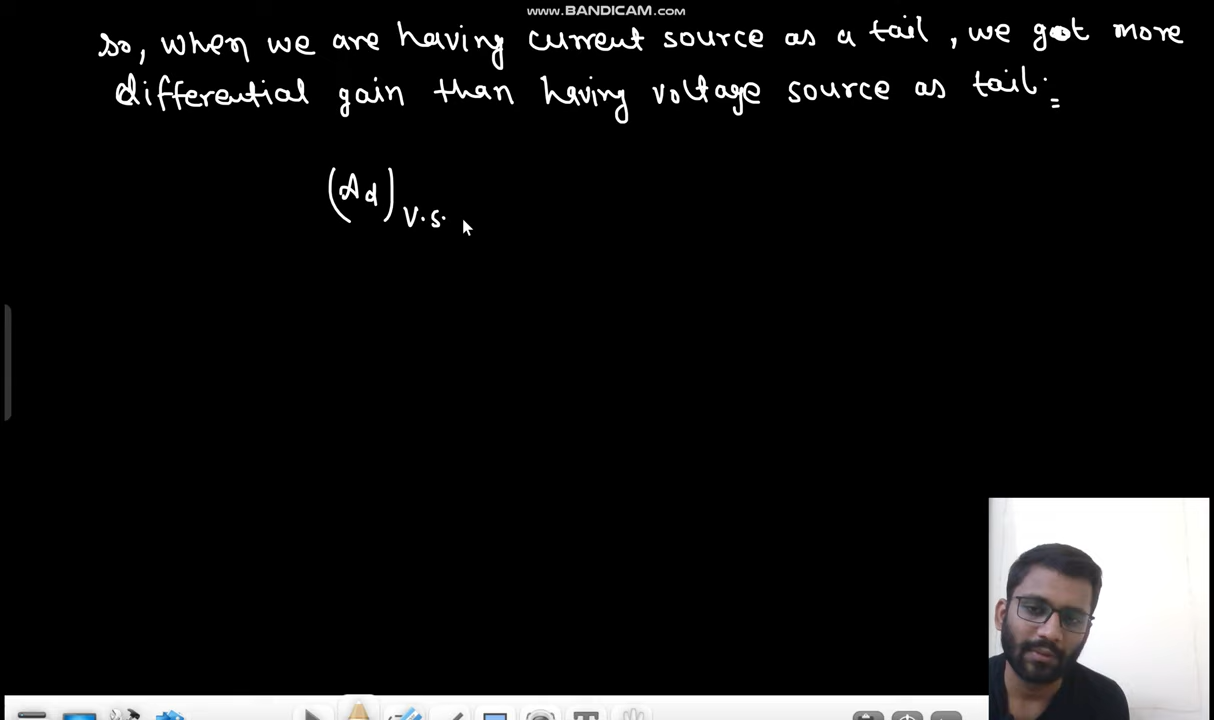 www.BANDICAM.com
so, when we are having current source as a tail, we got more
differential gain than having voltage source as tail.
(Ad)v.s.